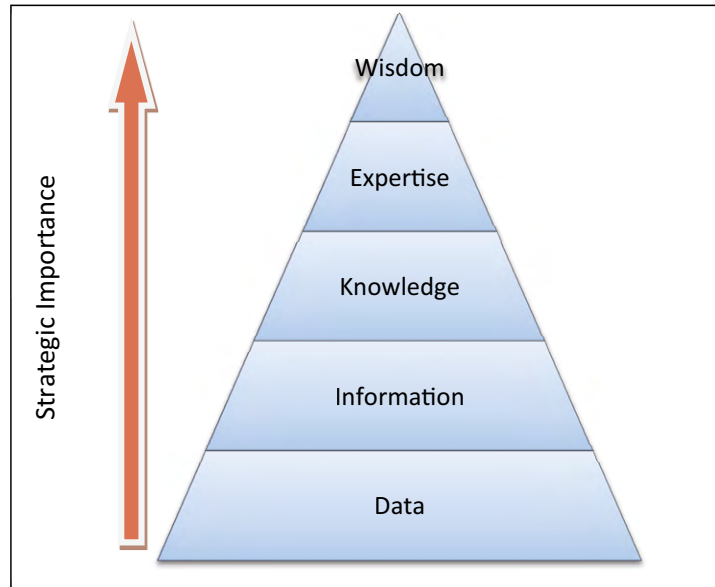 Strategic Importance
Wisdom
Expertise
Knowledge
Information
Data